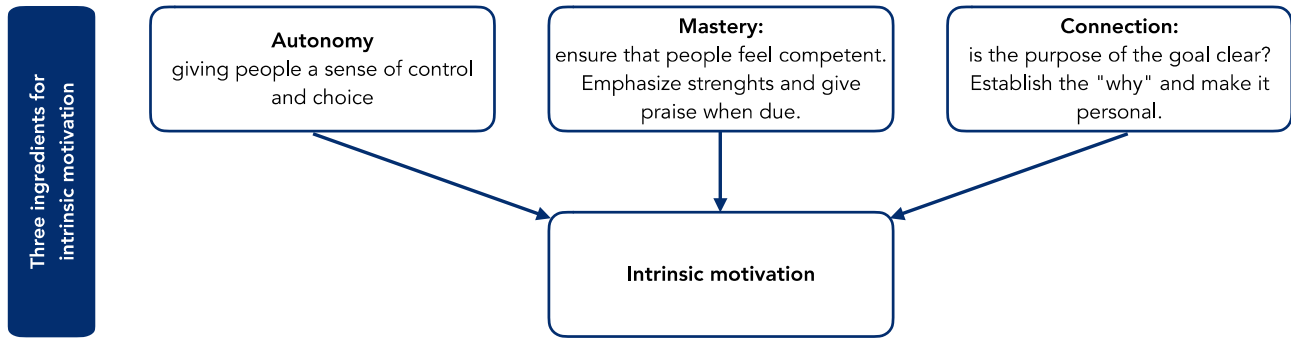 Three ingredients for
intrinsic motivation
Autonomy
giving people a sense of control
and choice
Mastery:
ensure that people feel competent.
Emphasize strenghts and give
praise when due.
Connection:
is the purpose of the goal clear?
Establish the "why" and make it
personal.
Intrinsic motivation